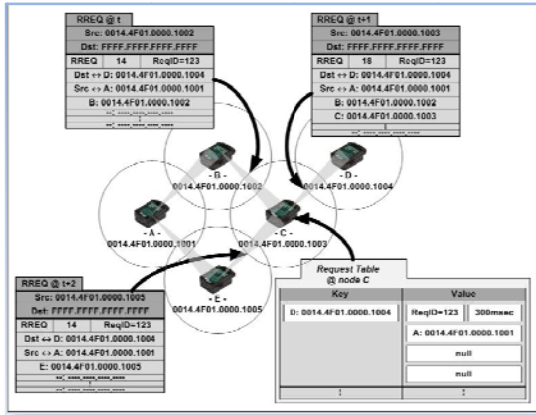 RREQ @ t
Src: 0014.4F01.0000.1002
Dst: FFFF.FFFF.FFFF.FFFF
RREQ 14 ReqID=123
Dst ↔ D: 0014.4F01.0000.1004
Src ↔ A: 0014.4F01.0000.1001
B: 0014.4F01.0000.1002
--: ----.----.----.----
:
--: ----.----.----.----
RREQ @ t+1
Src: 0014.4F01.0000.1003
Dst: FFFF.FFFF.FFFF.FFFF
RREQ 18 ReqID=123
Dst ↔ D: 0014.4F01.0000.1004
Src ↔ A: 0014.4F01.0000.1001
B: 0014.4F01.0000.1002
C: 0014.4F01.0000.1003
:
--: ----.----.----.----
- B -
0014.4F01.0000.1002
- D -
0014.4F01.0000.1004
- A -
0014.4F01.0000.1001
- C -
0014.4F01.0000.1003
- E -
0014.4F01.0000.1005
RREQ @ t+2
Src: 0014.4F01.0000.1005
Dst: FFFF.FFFF.FFFF.FFFF
RREQ 14 ReqID=123
Dst ↔ D: 0014.4F01.0000.1004
Src ↔ A: 0014.4F01.0000.1001
E: 0014.4F01.0000.1005
--: ----.----.----.----
:
--: ----.----.----.----
Request Table
@ node C
Key Value
D: 0014.4F01.0000.1004 ReqID=123 300msec
A: 0014.4F01.0000.1001
null
null
: :